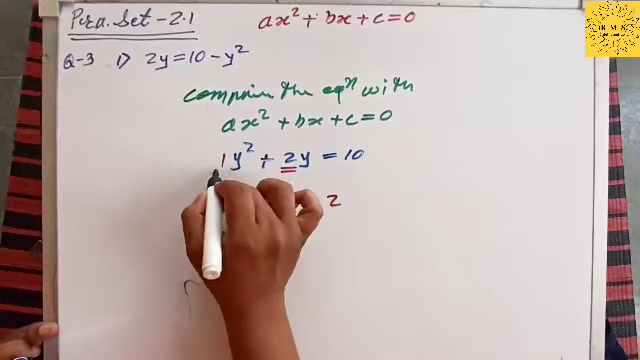 Pra. Set - 2.1
ax² + bx + c = 0
Q-3 1) 2y = 10 - y²
compair the eqⁿ with
ax² + bx + c = 0
1y² + 2y = 10
2